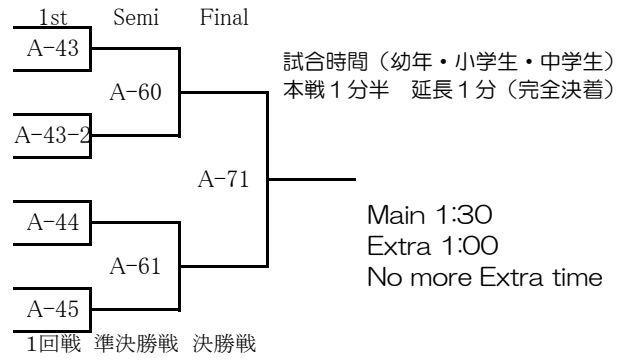 1st Semi Final
A-43
試合時間（幼年・小学生・中学生）
本戦１分半　延長１分（完全決着）
A-60
A-43-2
A-71
Main 1:30
A-44
Extra 1:00
A-61
No more Extra time
A-45
1回戦 準決勝戦 決勝戦